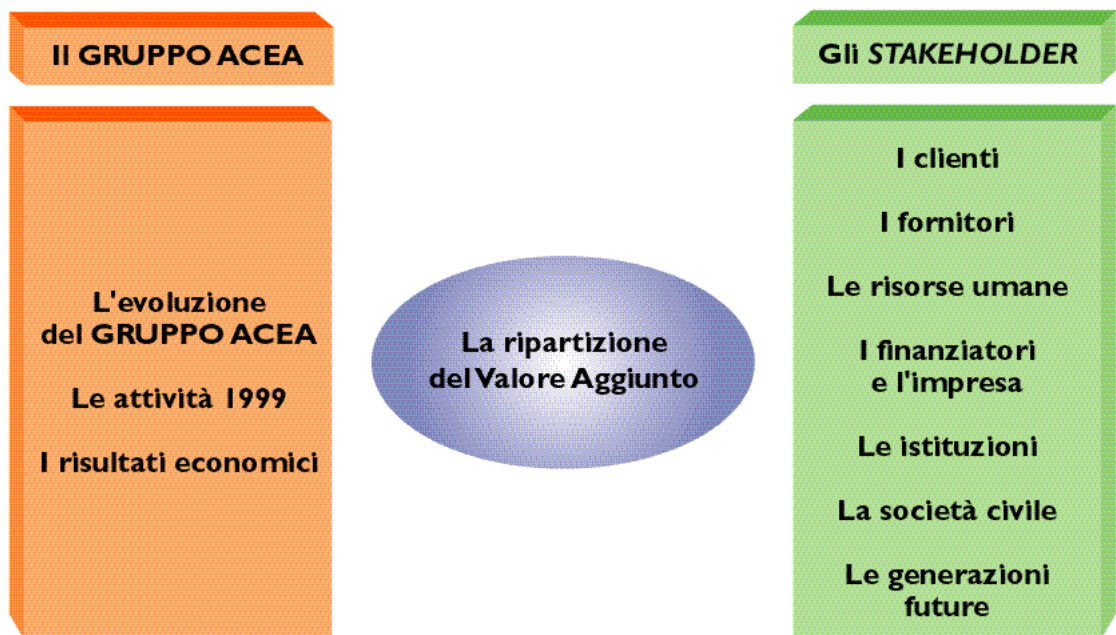 Il GRUPPO ACEA
L'evoluzione
del GRUPPO ACEA
Le attività 1999
I risultati economici
La ripartizione
del Valore Aggiunto
Gli STAKEHOLDER
I clienti
I fornitori
Le risorse umane
I finanziatori
e l'impresa
Le istituzioni
La società civile
Le generazioni
future